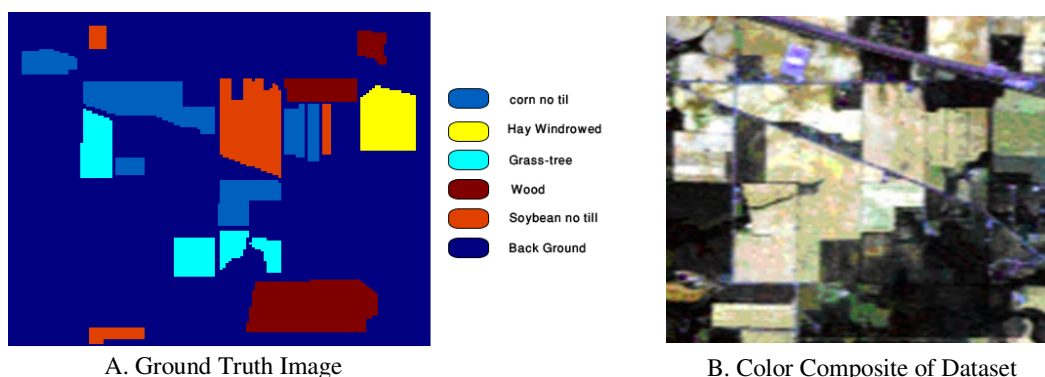 corn no til
Hay Windrowed
Grass-tree
Wood
Soybean no till
Back Ground
A. Ground Truth Image
B. Color Composite of Dataset